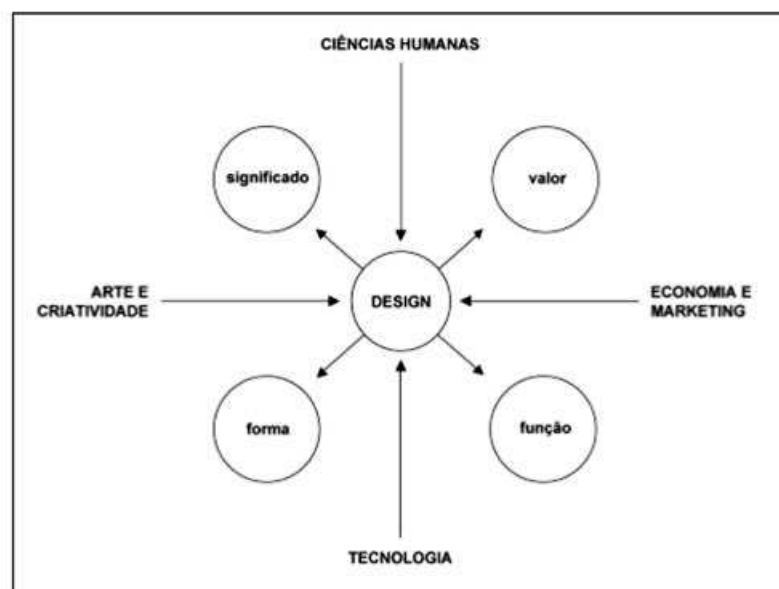 CIÊNCIAS HUMANAS
significado
valor
ARTE E
CRIATIVIDADE
DESIGN
ECONOMIA E
MARKETING
forma
função
TECNOLOGIA